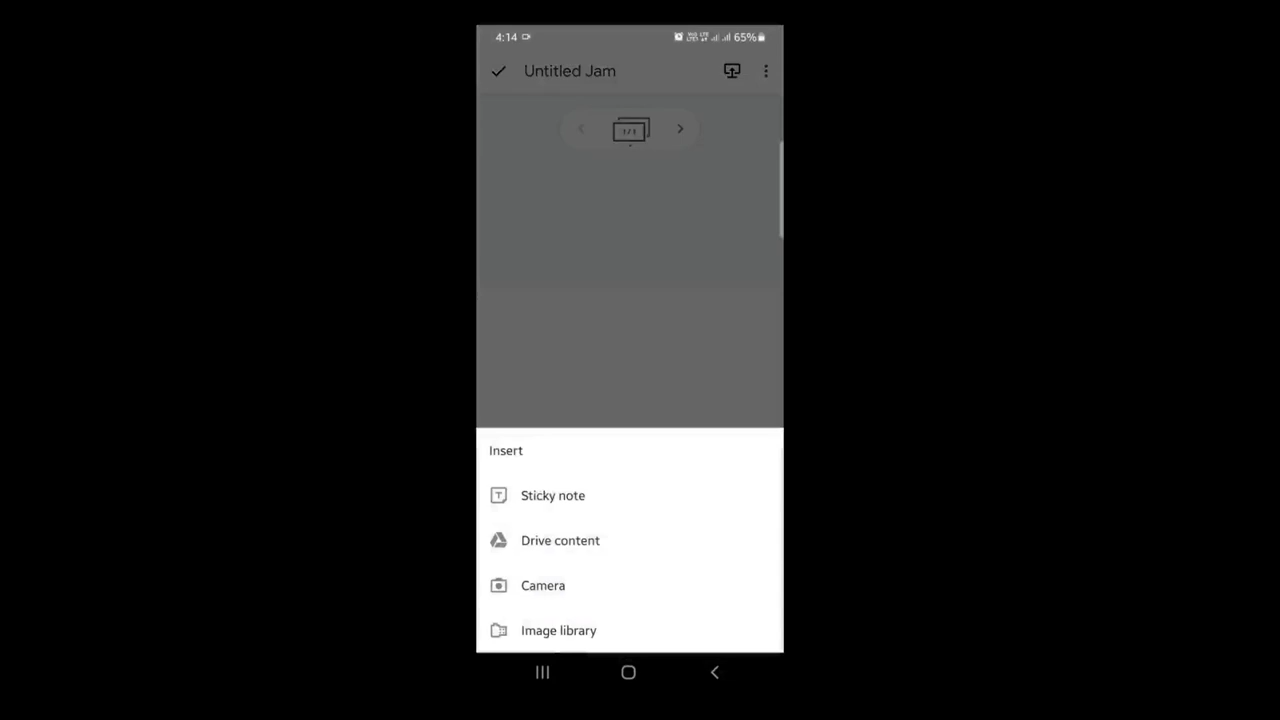 4:14
65%
Untitled Jam
1/1
Insert
Sticky note
Drive content
Camera
Image library